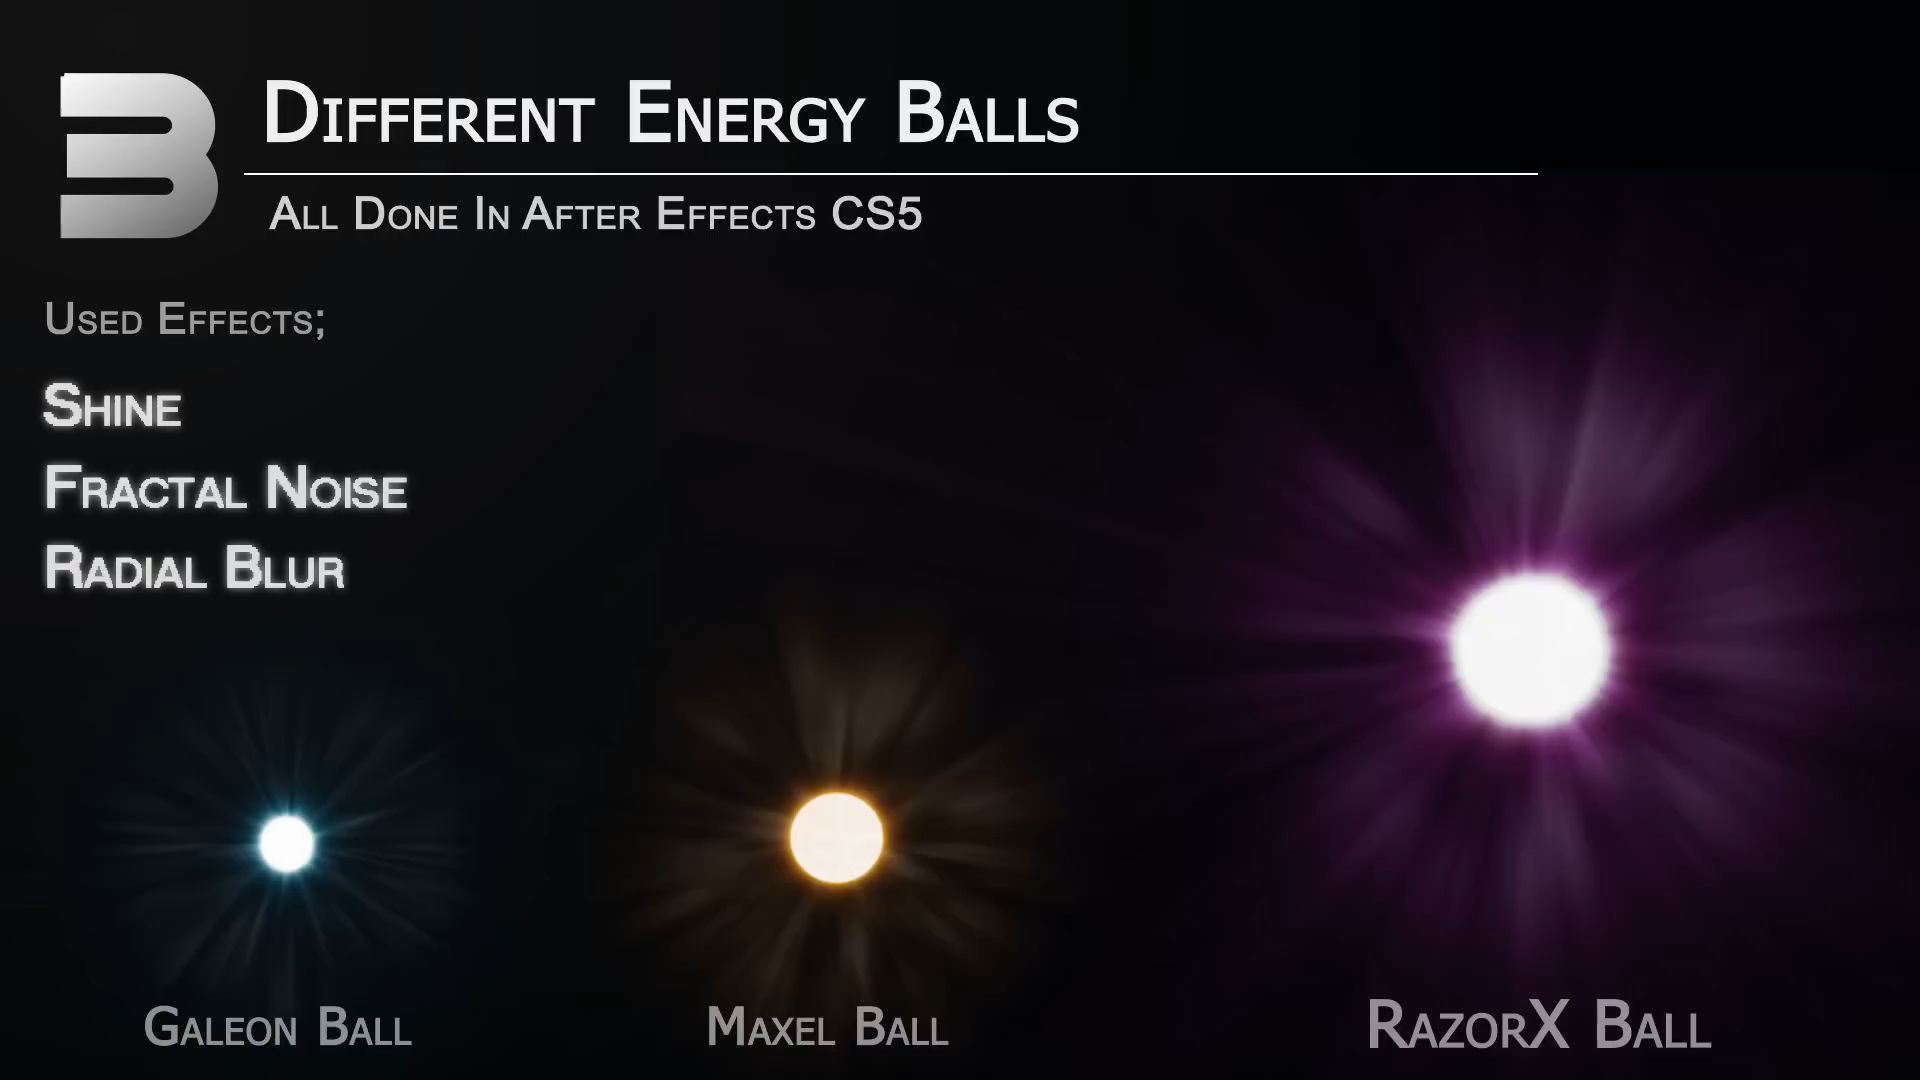 Different Energy Balls
All Done In After Effects CS5
Used Effects;
Shine
Fractal Noise
Radial Blur
Galeon Ball
Maxel Ball
RazorX Ball